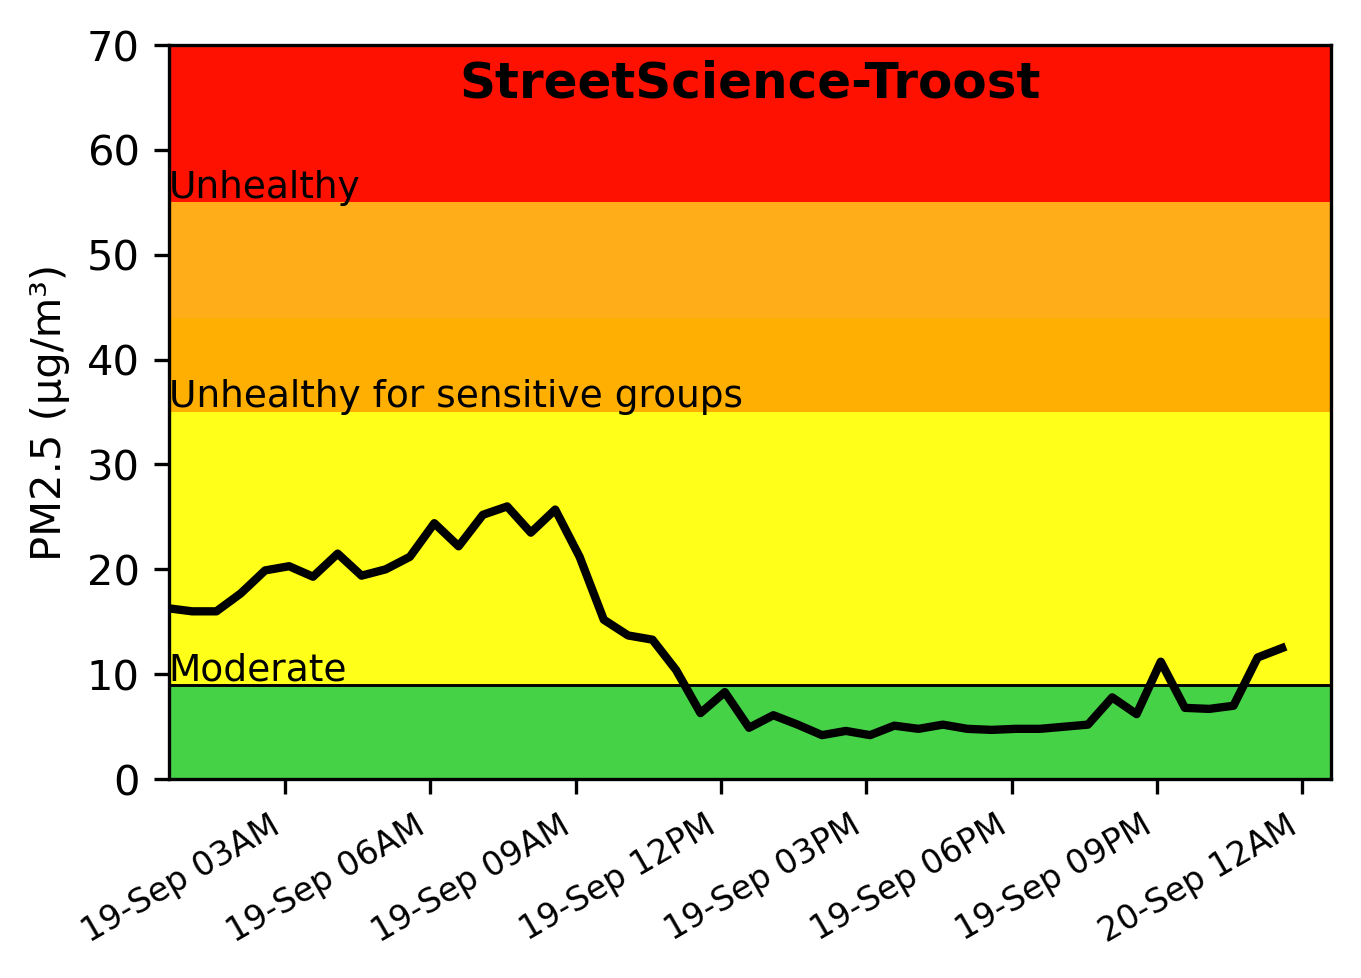 StreetScience-Troost
70
60
50
40
30
20
10
0
PM2.5 (µg/m³)
Unhealthy
Unhealthy for sensitive groups
Moderate
19-Sep 03AM
19-Sep 06AM
19-Sep 09AM
19-Sep 12PM
19-Sep 03PM
19-Sep 06PM
19-Sep 09PM
20-Sep 12AM